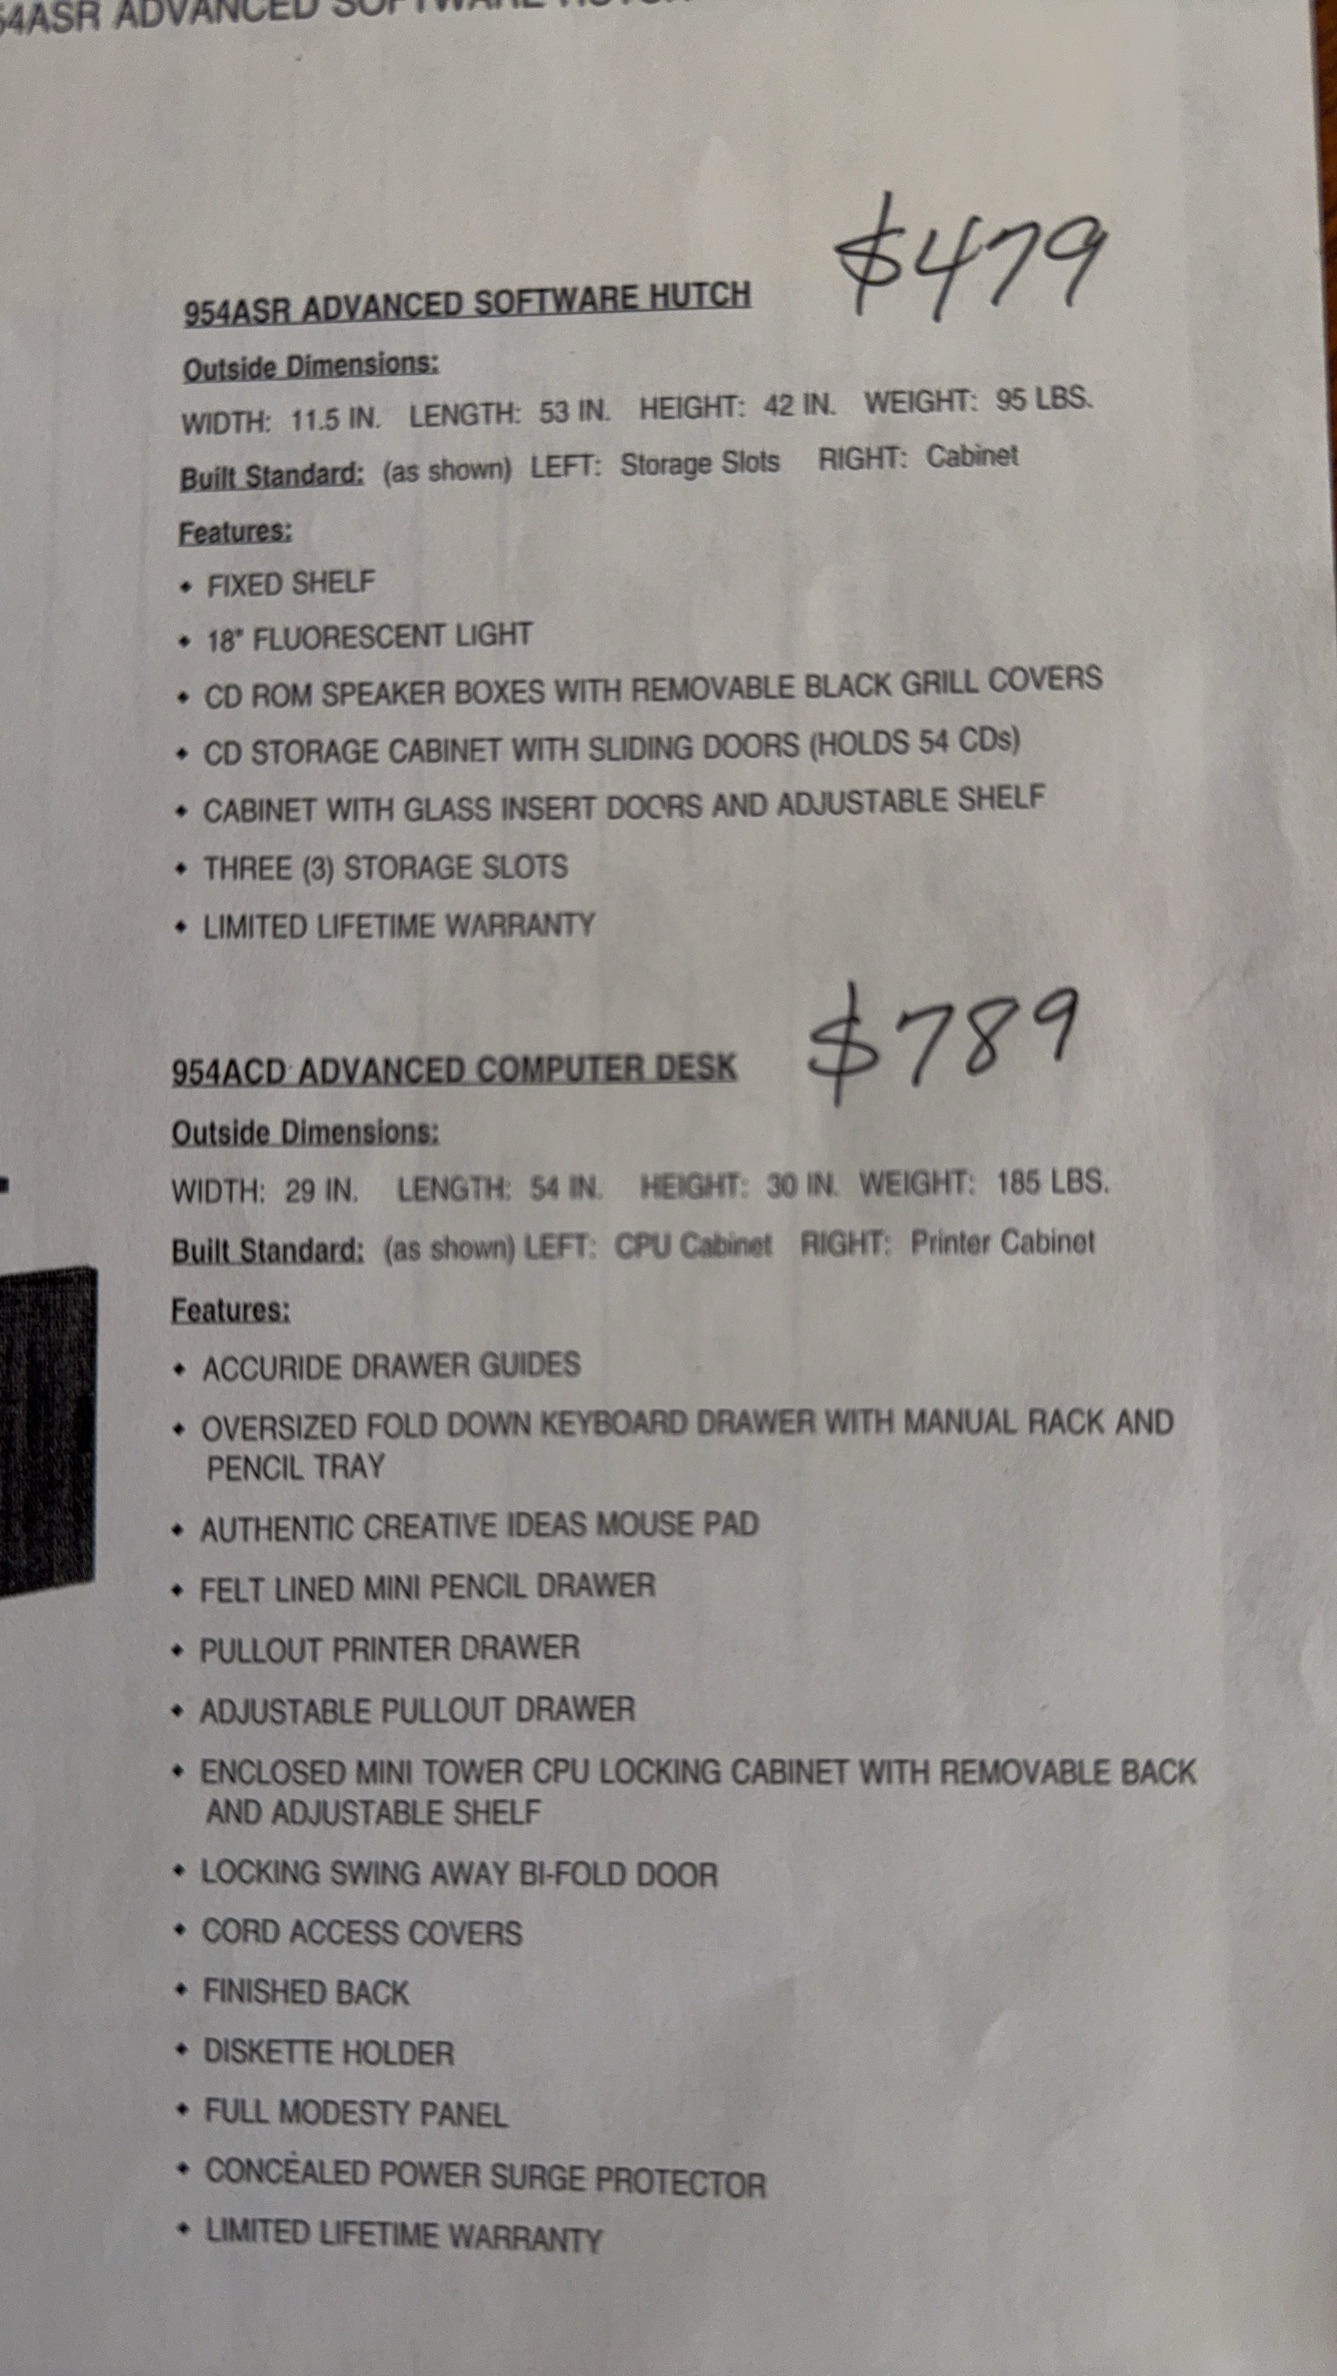 54ASR ADVANCED SOFTWARE HUTCH
$479
954ASR ADVANCED SOFTWARE HUTCH
Outside Dimensions:
WIDTH: 11.5 IN. LENGTH: 53 IN. HEIGHT: 42 IN. WEIGHT: 95 LBS.
Built Standard: (as shown) LEFT: Storage Slots RIGHT: Cabinet
Features:
• FIXED SHELF
• 18" FLUORESCENT LIGHT
• CD ROM SPEAKER BOXES WITH REMOVABLE BLACK GRILL COVERS
• CD STORAGE CABINET WITH SLIDING DOORS (HOLDS 54 CDs)
• CABINET WITH GLASS INSERT DOORS AND ADJUSTABLE SHELF
• THREE (3) STORAGE SLOTS
• LIMITED LIFETIME WARRANTY
$789
954ACD ADVANCED COMPUTER DESK
Outside Dimensions:
WIDTH: 29 IN. LENGTH: 54 IN. HEIGHT: 30 IN. WEIGHT: 185 LBS.
Built Standard: (as shown) LEFT: CPU Cabinet RIGHT: Printer Cabinet
Features:
• ACCURIDE DRAWER GUIDES
• OVERSIZED FOLD DOWN KEYBOARD DRAWER WITH MANUAL RACK AND
PENCIL TRAY
• AUTHENTIC CREATIVE IDEAS MOUSE PAD
• FELT LINED MINI PENCIL DRAWER
• PULLOUT PRINTER DRAWER
• ADJUSTABLE PULLOUT DRAWER
• ENCLOSED MINI TOWER CPU LOCKING CABINET WITH REMOVABLE BACK
AND ADJUSTABLE SHELF
• LOCKING SWING AWAY BI-FOLD DOOR
• CORD ACCESS COVERS
• FINISHED BACK
• DISKETTE HOLDER
• FULL MODESTY PANEL
• CONCEALED POWER SURGE PROTECTOR
• LIMITED LIFETIME WARRANTY